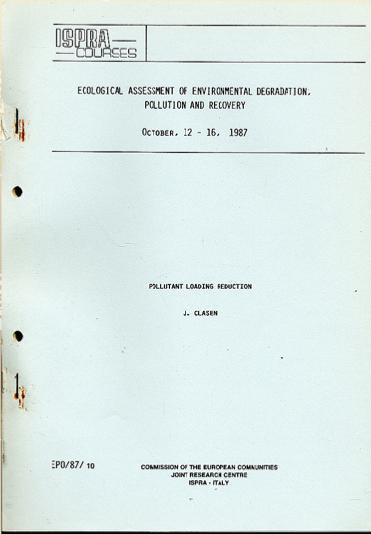 ISPRA
COURSES
ECOLOGICAL ASSESSMENT OF ENVIRONMENTAL DEGRADATION,
POLLUTION AND RECOVERY
OCTOBER, 12 - 16, 1987
POLLUTANT LOADING REDUCTION
J. CLASEN
EPO/87/ 10
COMMISSION OF THE EUROPEAN COMMUNITIES
JOINT RESEARCH CENTRE
ISPRA - ITALY